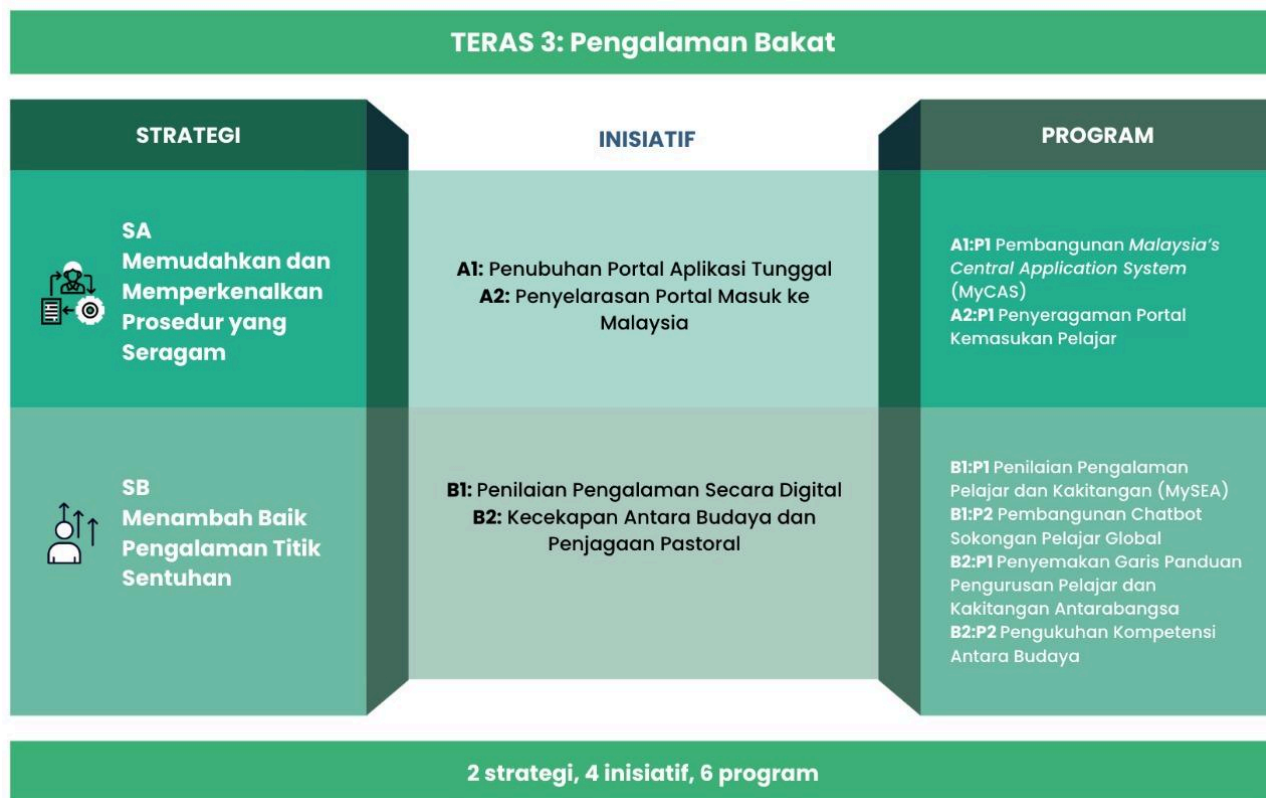 TERAS 3: Pengalaman Bakat
STRATEGI
INISIATIF
PROGRAM
SA
Memudahkan dan
Memperkenalkan
Prosedur yang
Seragam
A1: Penubuhan Portal Aplikasi Tunggal
A2: Penyelarasan Portal Masuk ke
Malaysia
A1:P1 Pembangunan Malaysia's
Central Application System
(MyCAS)
A2:P1 Penyeragaman Portal
Kemasukan Pelajar
SB
Menambah Baik
Pengalaman Titik
Sentuhan
B1: Penilaian Pengalaman Secara Digital
B2: Kecekapan Antara Budaya dan
Penjagaan Pastoral
B1:P1 Penilaian Pengalaman
Pelajar dan Kakitangan (MySEA)
B1:P2 Pembangunan Chatbot
Sokongan Pelajar Global
B2:P1 Penyemakan Garis Panduan
Pengurusan Pelajar dan
Kakitangan Antarabangsa
B2:P2 Pengukuhan Kompetensi
Antara Budaya
2 strategi, 4 inisiatif, 6 program